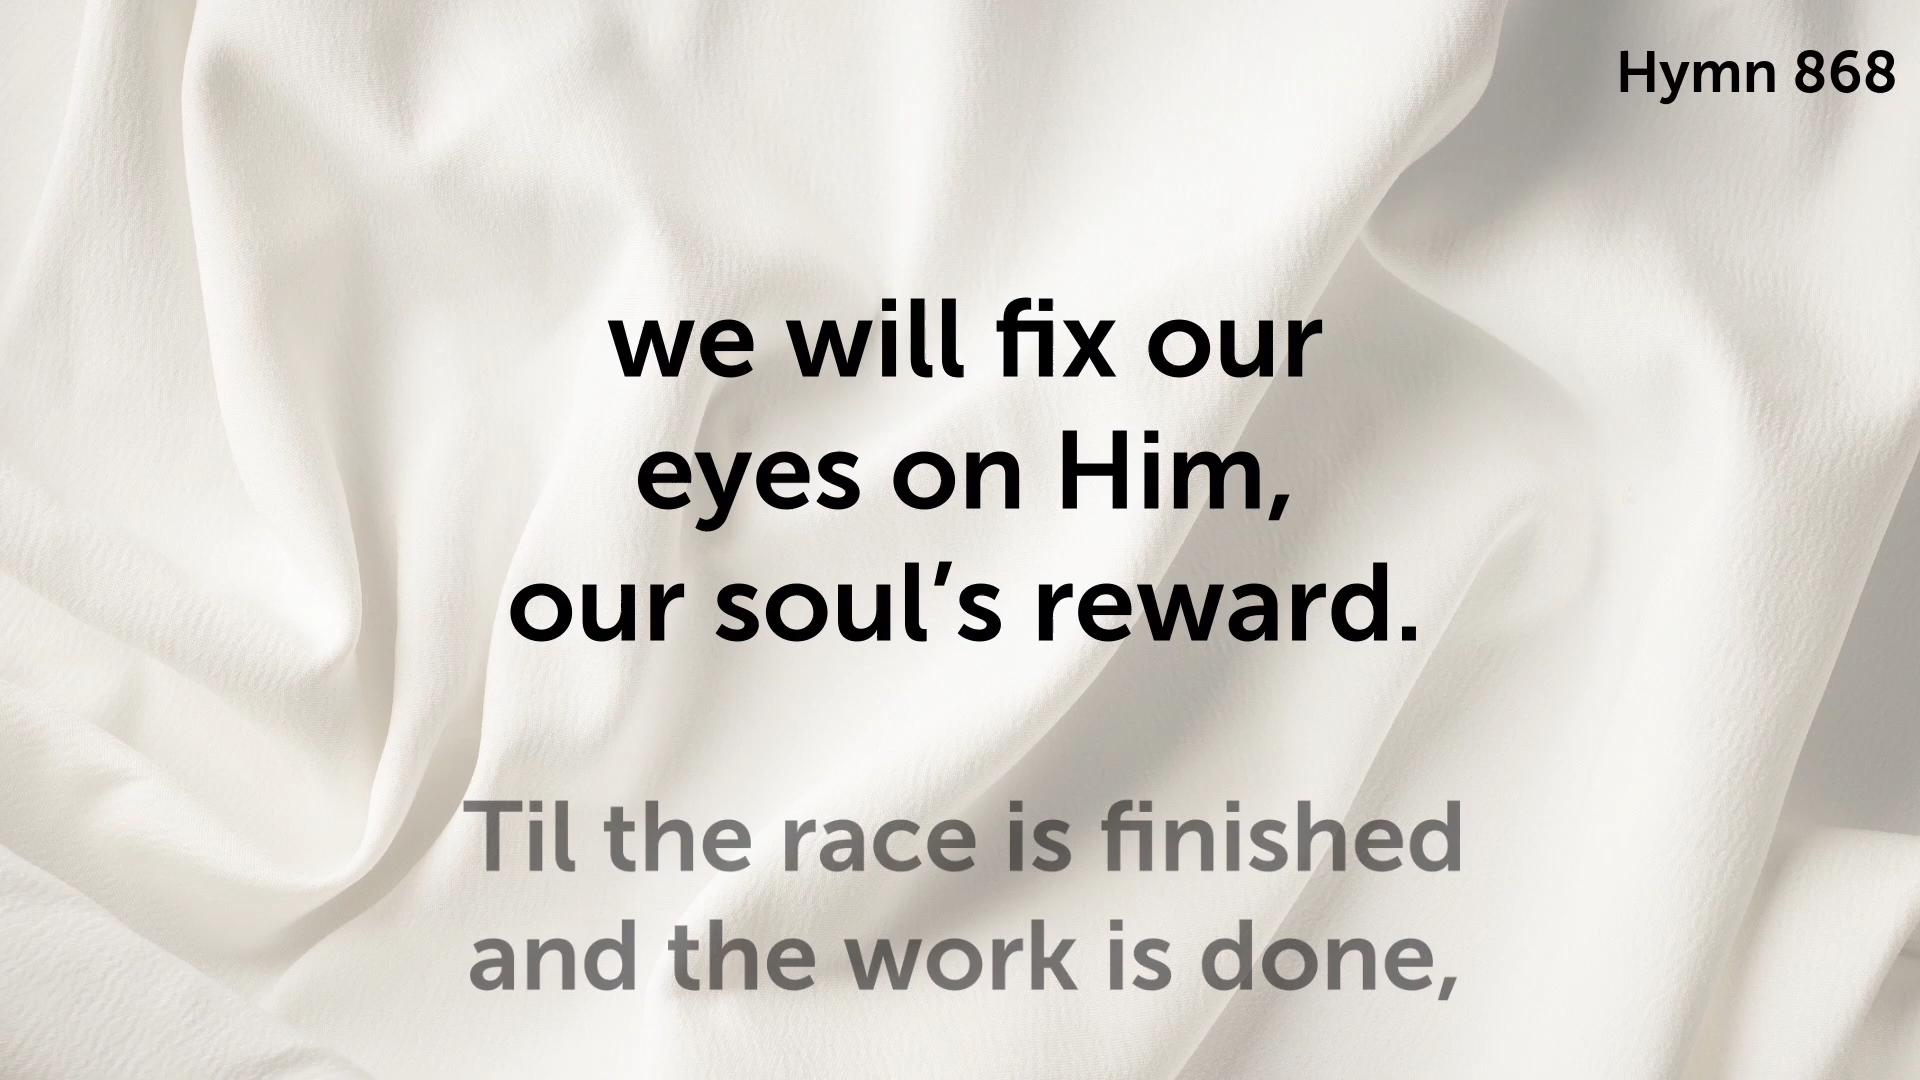 Hymn 868
we will fix our
eyes on Him,
our soul’s reward.
Til the race is finished
and the work is done,